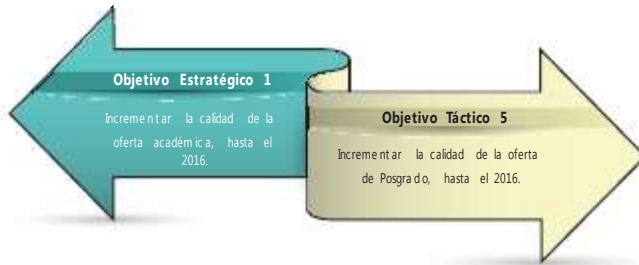 Objetivo Estratégico 1
Incrementar la calidad de la
oferta académica, hasta el
2016.
Objetivo Táctico 5
Incrementar la calidad de la oferta
de Posgrado, hasta el 2016.